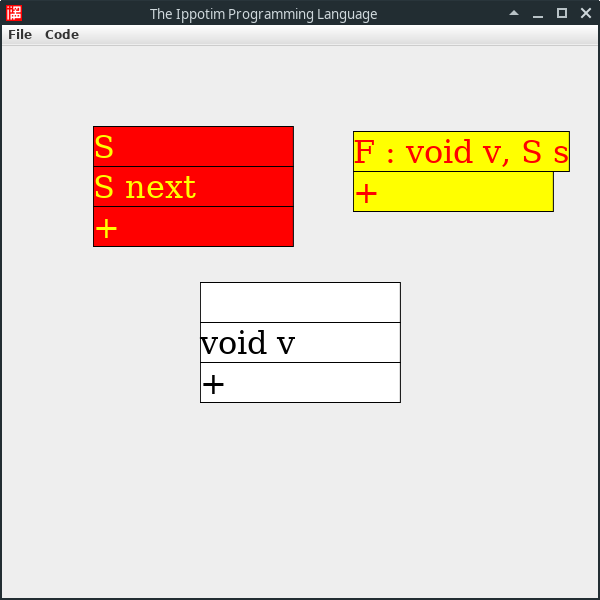 The Ippotim Programming Language
File Code
S
S next
+
F : void v, S s
+
void v
+